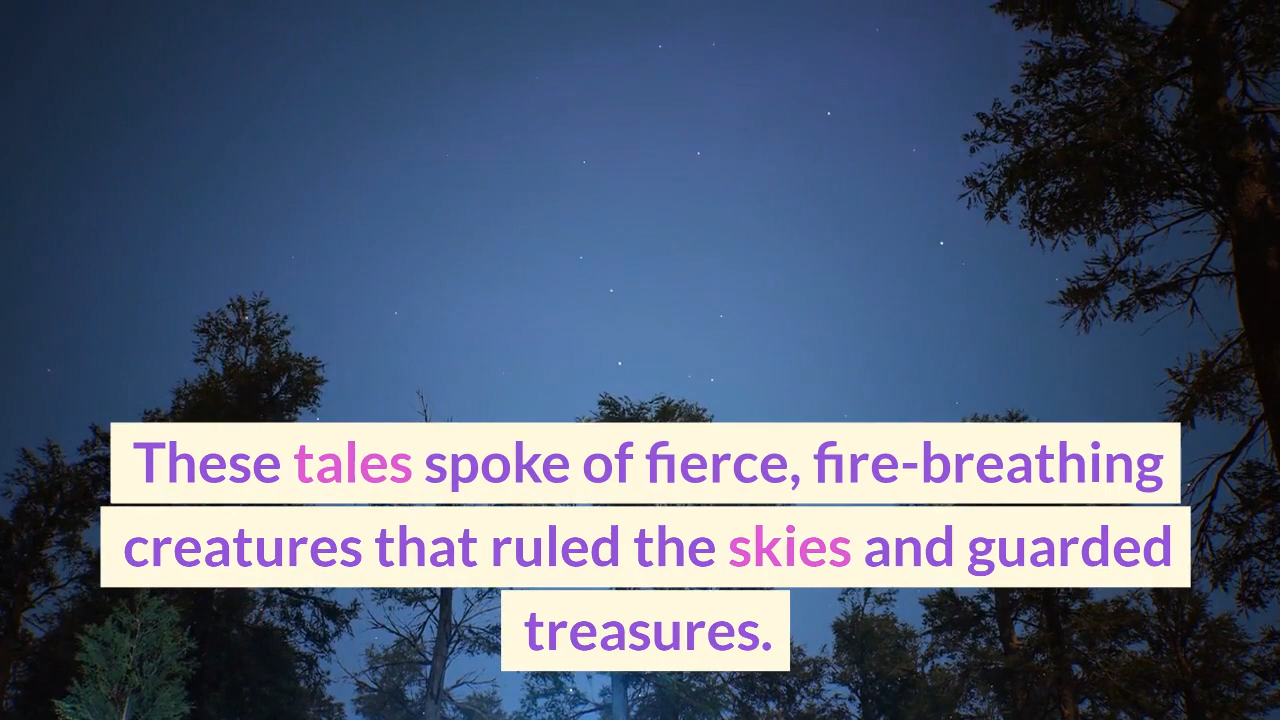 These tales spoke of fierce, fire-breathing
creatures that ruled the skies and guarded
treasures.